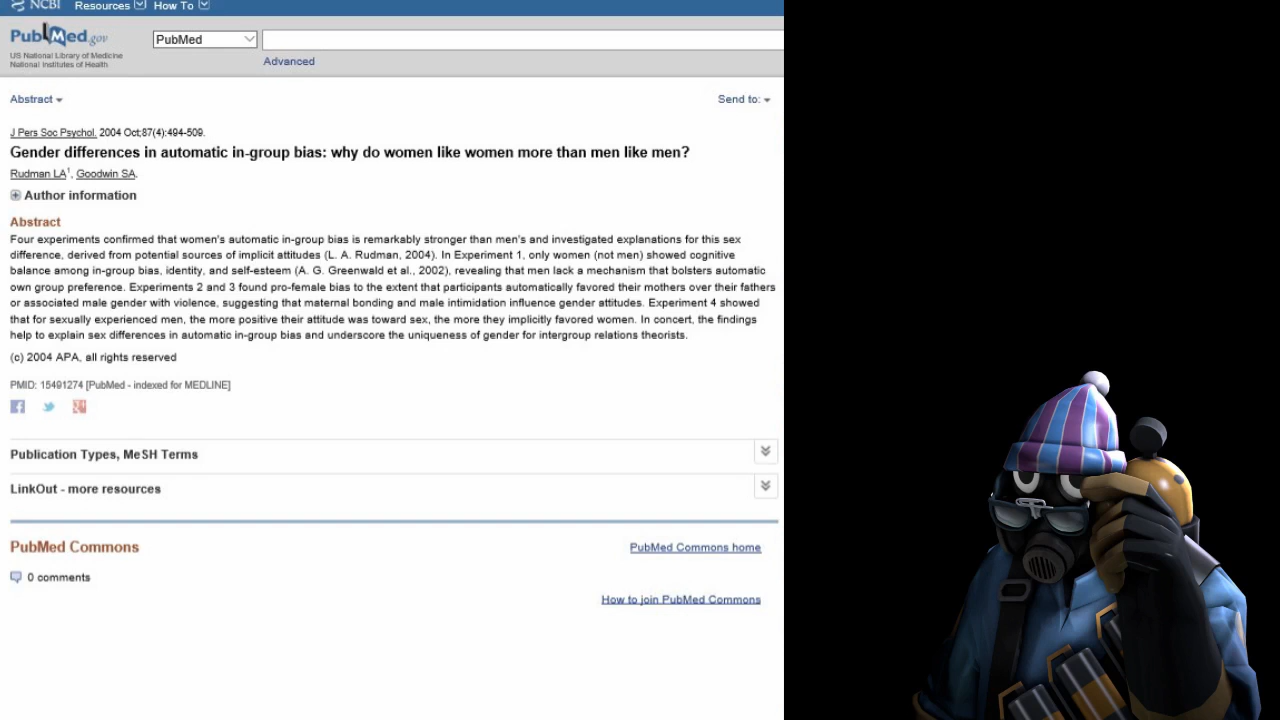 NCBI Resources How To
PubMed.gov
US National Library of Medicine
National Institutes of Health
PubMed
Advanced
Abstract
Send to:
J Pers Soc Psychol. 2004 Oct;87(4):494-509.
Gender differences in automatic in-group bias: why do women like women more than men like men?
Rudman LA1, Goodwin SA.
Author information
Abstract
Four experiments confirmed that women's automatic in-group bias is remarkably stronger than men's and investigated explanations for this sex
difference, derived from potential sources of implicit attitudes (L. A. Rudman, 2004). In Experiment 1, only women (not men) showed cognitive
balance among in-group bias, identity, and self-esteem (A. G. Greenwald et al., 2002), revealing that men lack a mechanism that bolsters automatic
own group preference. Experiments 2 and 3 found pro-female bias to the extent that participants automatically favored their mothers over their fathers
or associated male gender with violence, suggesting that maternal bonding and male intimidation influence gender attitudes. Experiment 4 showed
that for sexually experienced men, the more positive their attitude was toward sex, the more they implicitly favored women. In concert, the findings
help to explain sex differences in automatic in-group bias and underscore the uniqueness of gender for intergroup relations theorists.
(c) 2004 APA, all rights reserved
PMID: 15491274 [PubMed - indexed for MEDLINE]
Publication Types, MeSH Terms
LinkOut - more resources
PubMed Commons
PubMed Commons home
0 comments
How to join PubMed Commons